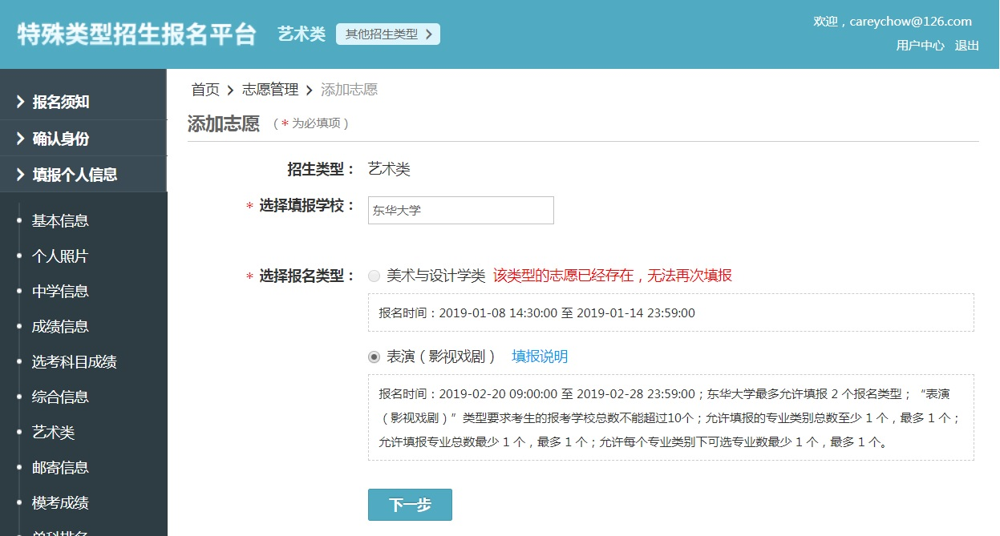 特殊类型招生报名平台 艺术类 其他招生类型
欢迎，careychow@126.com
用户中心 退出
报名须知
确认身份
填报个人信息
基本信息
个人照片
中学信息
成绩信息
选考科目成绩
综合信息
艺术类
邮寄信息
模考成绩
单科排名
首页 > 志愿管理 > 添加志愿
添加志愿 （ * 为必填项 ）
招生类型： 艺术类
* 选择填报学校： 东华大学
* 选择报名类型： 美术与设计学类 该类型的志愿已经存在，无法再次填报
报名时间：2019-01-08 14:30:00 至 2019-01-14 23:59:00
表演（影视戏剧） 填报说明
报名时间：2019-02-20 09:00:00 至 2019-02-28 23:59:00；东华大学最多允许填报 2 个报名类型；“表演
（影视戏剧）”类型要求考生的报考学校总数不能超过10个；允许填报的专业类别总数至少 1 个，最多 1 个；
允许填报专业总数最少 1 个，最多 1 个；允许每个专业类别下可选专业数最少 1 个，最多 1 个。
下一步